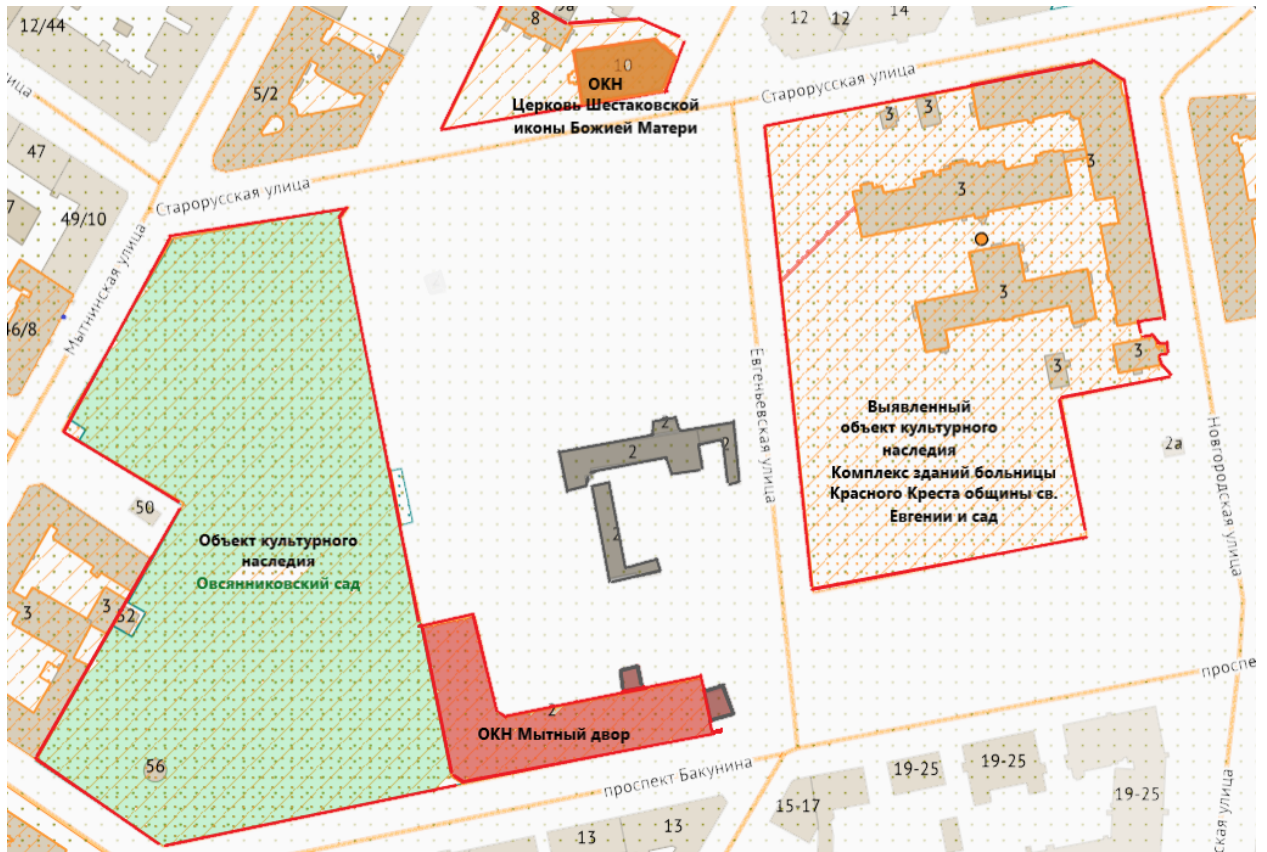 12/44
8
9а
12
12
14
10
ОКН
Церковь Шестаковской
иконы Божией Матери
5/2
Старорусская улица
3
3
3
47
49/10
7
Старорусская улица
3
3
3
3
Мытнинская улица
46/8
Евгеньевская улица
Выявленный
объект культурного
наследия
Комплекс зданий больницы
Красного Креста общины св.
Евгении и сад
2а
Новгородская улица
2
2
2
2
50
Объект культурного
наследия
Овсянниковский сад
3
3
52
2
ОКН Мытный двор
56
проспект Бакунина
13
13
15-17
19-25
19-25
19-25